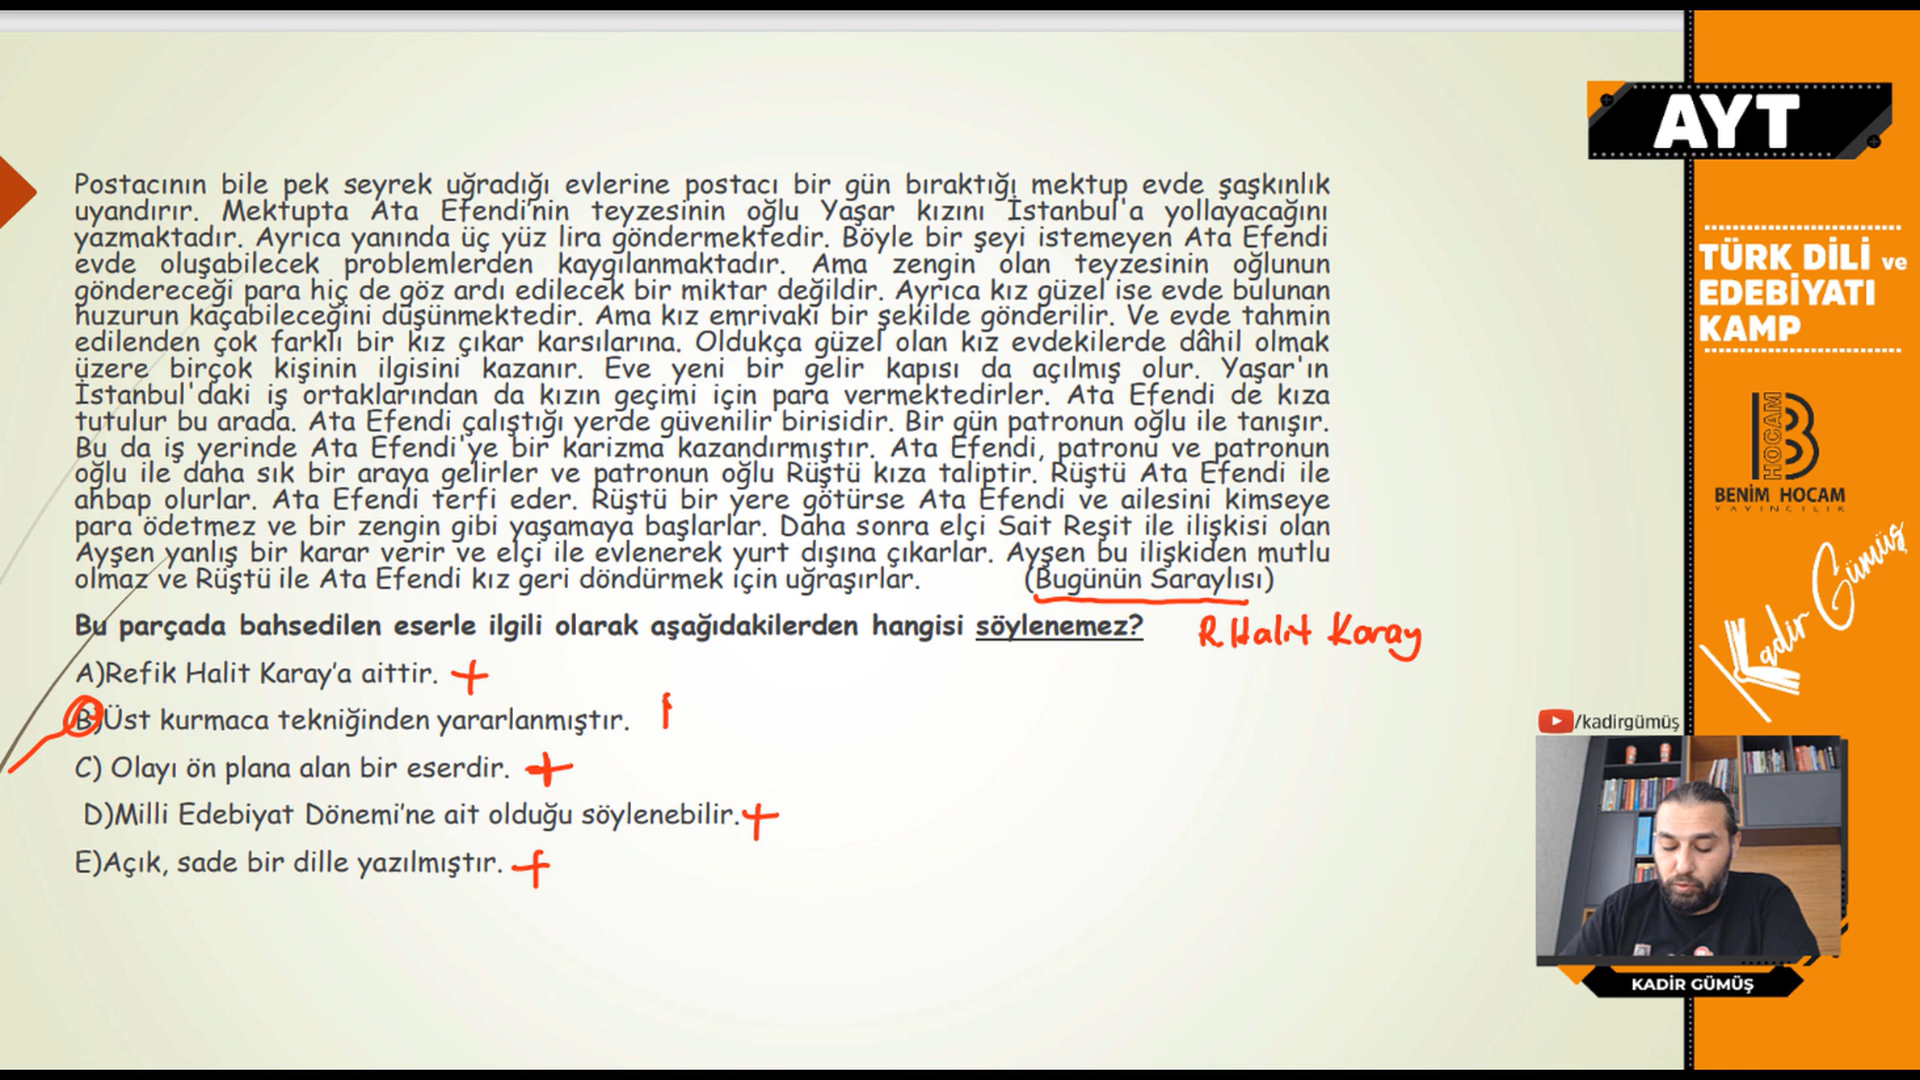 Postacının bile pek seyrek uğradığı evlerine postacı bir gün bıraktığı mektup evde şaşkınlık
uyandırır. Mektupta Ata Efendi'nin teyzesinin oğlu Yaşar kızını İstanbul'a yollayacağını
yazmaktadır. Ayrıca yanında üç yüz lira göndermektedir. Böyle bir şeyi istemeyen Ata Efendi
evde oluşabilecek problemlerden kaygılanmaktadır. Ama zengin olan teyzesinin oğlunun
göndereceği para hiç de göz ardı edilecek bir miktar değildir. Ayrıca kız güzel ise evde bulunan
huzurun kaçabileceğini düşünmektedir. Ama kız emrivaki bir şekilde gönderilir. Ve evde tahmin
edilenden çok farklı bir kız çıkar karsılarına. Oldukça güzel olan kız evdekilerde dâhil olmak
üzere birçok kişinin ilgisini kazanır. Eve yeni bir gelir kapısı da açılmış olur. Yaşar'ın
İstanbul'daki iş ortaklarından da kızın geçimi için para vermektedirler. Ata Efendi de kıza
tutulur bu arada. Ata Efendi çalıştığı yerde güvenilir birisidir. Bir gün patronun oğlu ile tanışır.
Bu da iş yerinde Ata Efendi'ye bir karizma kazandırmıştır. Ata Efendi, patronu ve patronun
oğlu ile daha sık bir araya gelirler ve patronun oğlu Rüştü kıza taliptir. Rüştü Ata Efendi ile
ahbap olurlar. Ata Efendi terfi eder. Rüştü bir yere götürse Ata Efendi ve ailesini kimseye
para ödetmez ve bir zengin gibi yaşamaya başlarlar. Daha sonra elçi Sait Reşit ile ilişkisi olan
Ayşen yanlış bir karar verir ve elçi ile evlenerek yurt dışına çıkarlar. Ayşen bu ilişkiden mutlu
olmaz ve Rüştü ile Ata Efendi kız geri döndürmek için uğraşırlar. (Bugünün Saraylısı)
Bu parçada bahsedilen eserle ilgili olarak aşağıdakilerden hangisi söylenemez?
R.Halit Karay
A)Refik Halit Karay'a aittir. +
B)Üst kurmaca tekniğinden yararlanmıştır.
C) Olayı ön plana alan bir eserdir. +
D)Milli Edebiyat Dönemi'ne ait olduğu söylenebilir. +
E)Açık, sade bir dille yazılmıştır. +
AYT
TÜRK DİLİ ve
EDEBİYATI
KAMP
HOCAM
BENİM HOCAM
YAYINCILIK
Kadir Gümüş
/kadirgümüş
KADİR GÜMÜŞ